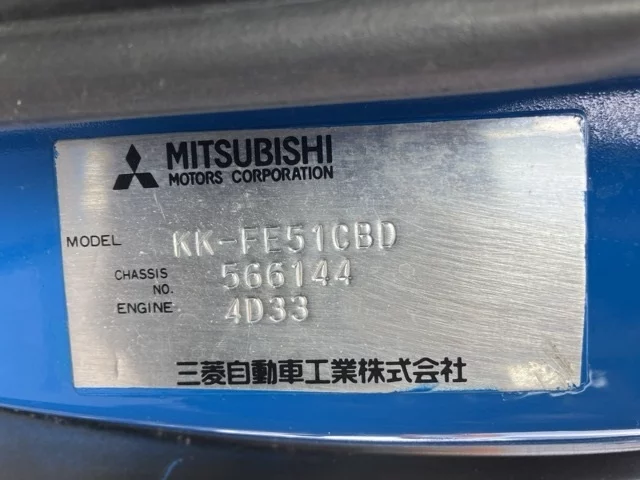 MITSUBISHI
MOTORS CORPORATION
MODEL KK-FE51CBD
CHASSIS NO. 566144
ENGINE 4D33
三菱自動車工業株式会社